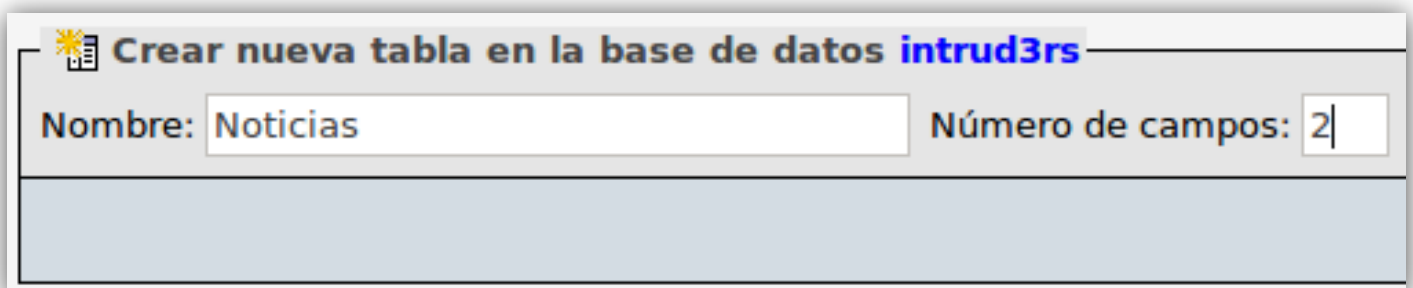 Crear nueva tabla en la base de datos intrud3rs
Nombre: Noticias Número de campos: 2